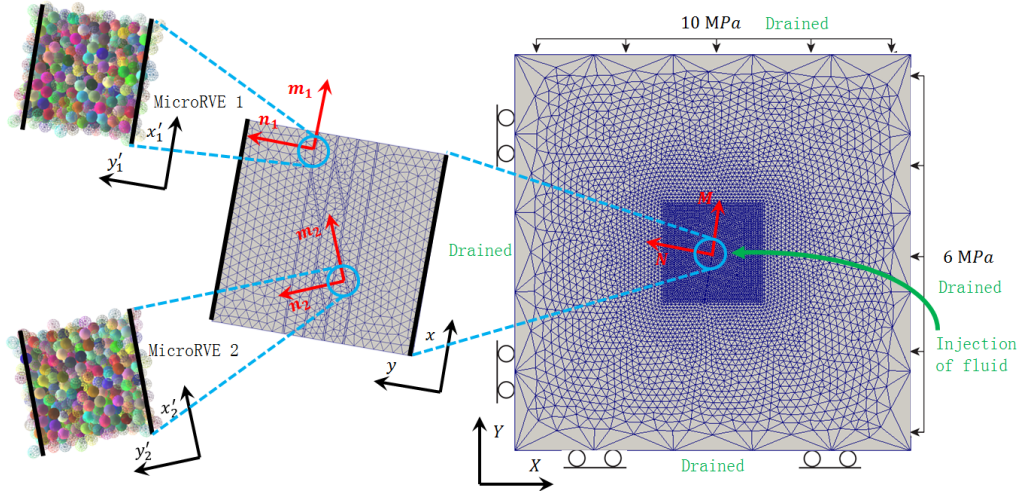 10 MPa Drained
MicroRVE 1
m₁
n₁
x′₁
y′₁
M
N
m₂
n₂
Drained
6 MPa
Drained
MicroRVE 2
x
y
x′₂
y′₂
Injection
of fluid
Y
X
Drained